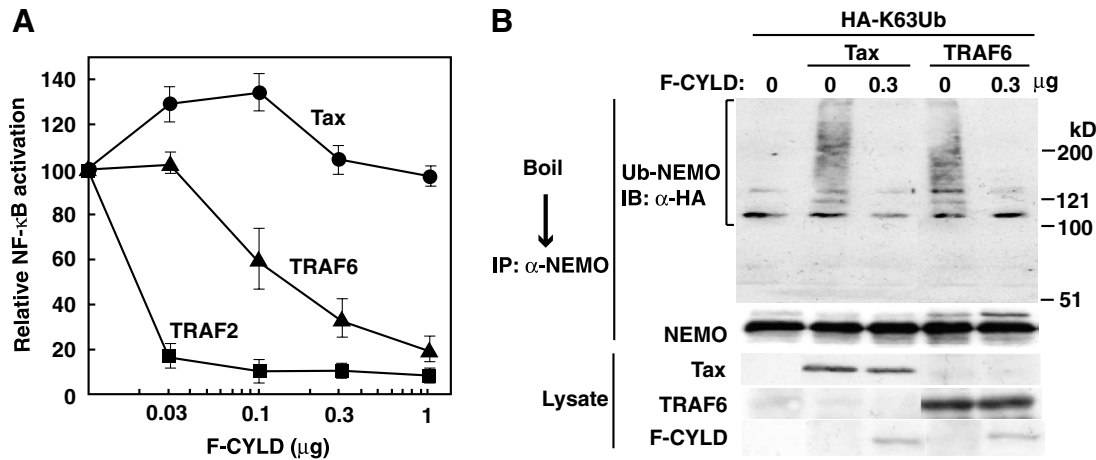 A
Relative NF-κB activation
140
120
100
80
60
40
20
0
Tax
TRAF6
TRAF2
0.03 0.1 0.3 1
F-CYLD (μg)
B
HA-K63Ub
Tax TRAF6
F-CYLD: 0 0 0.3 0 0.3 μg
kD
200
121
100
51
Boil
IP: α-NEMO
Ub-NEMO
IB: α-HA
NEMO
Lysate
Tax
TRAF6
F-CYLD